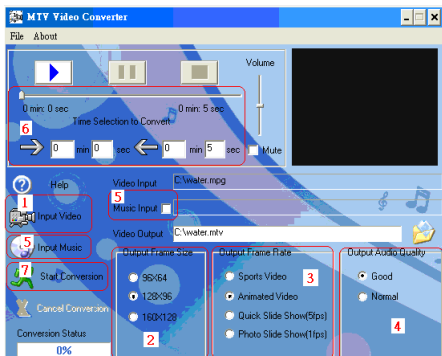 MTV Video Converter
File About
Volume
0 min: 0 sec 0 min: 5 sec
6 Time Selection to Convert
0 min 0 sec 0 min 5 sec Mute
Help Video Input C:\water.mpg
1 Input Video 5 Music Input
5 Input Music Video Output C:\water.mtv
7 Start Conversion
Output Frame Size Output Frame Rate Output Audio Quality
96X64 Sports Video Good
128X96 Animated Video Normal
160X128 Quick Slide Show(5fps)
Photo Slide Show(1fps)
2 3 4
Cancel Conversion
Conversion Status
0%